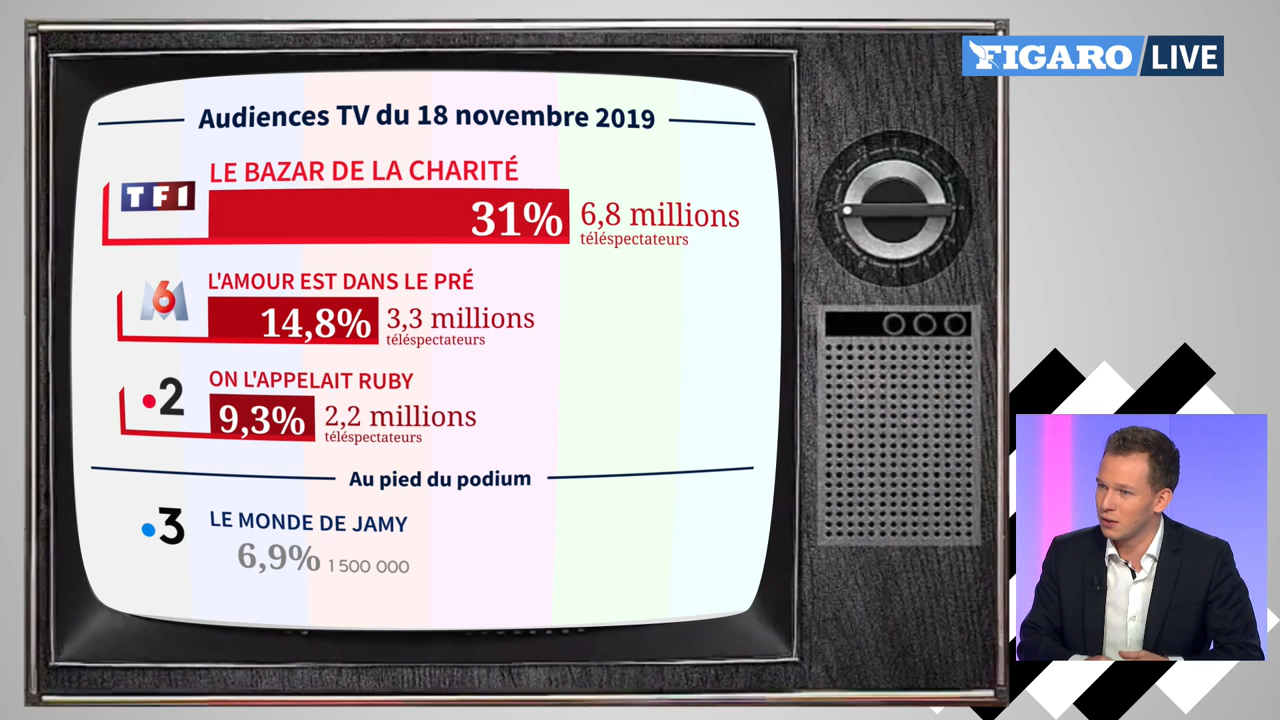 FIGARO LIVE
Audiences TV du 18 novembre 2019
TF1
LE BAZAR DE LA CHARITÉ
31%
6,8 millions
téléspectateurs
M6
L'AMOUR EST DANS LE PRÉ
14,8%
3,3 millions
téléspectateurs
2
ON L'APPELAIT RUBY
9,3%
2,2 millions
téléspectateurs
Au pied du podium
3
LE MONDE DE JAMY
6,9% 1 500 000